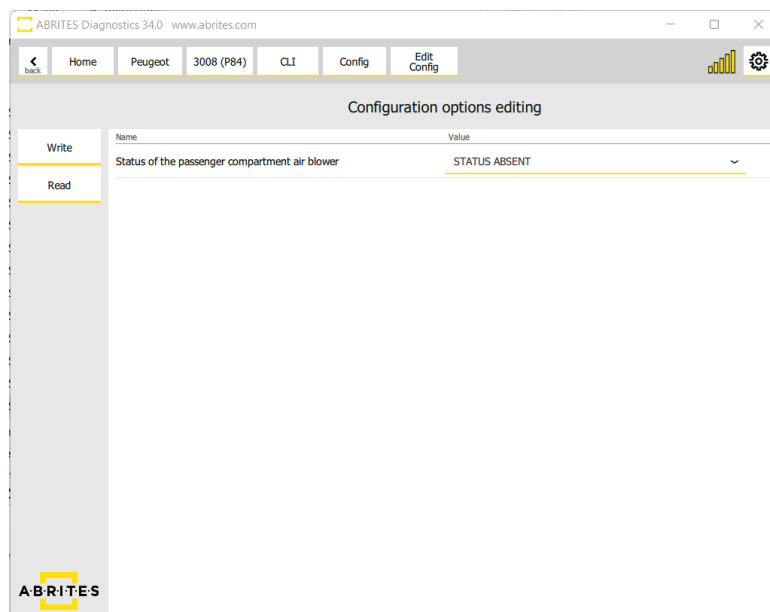 ABRITES Diagnostics 34.0 www.abrites.com
back
Home
Peugeot
3008 (P84)
CLI
Config
Edit
Config
Configuration options editing
Write
Read
Name
Value
Status of the passenger compartment air blower
STATUS ABSENT
A·B·R·I·T·E·S